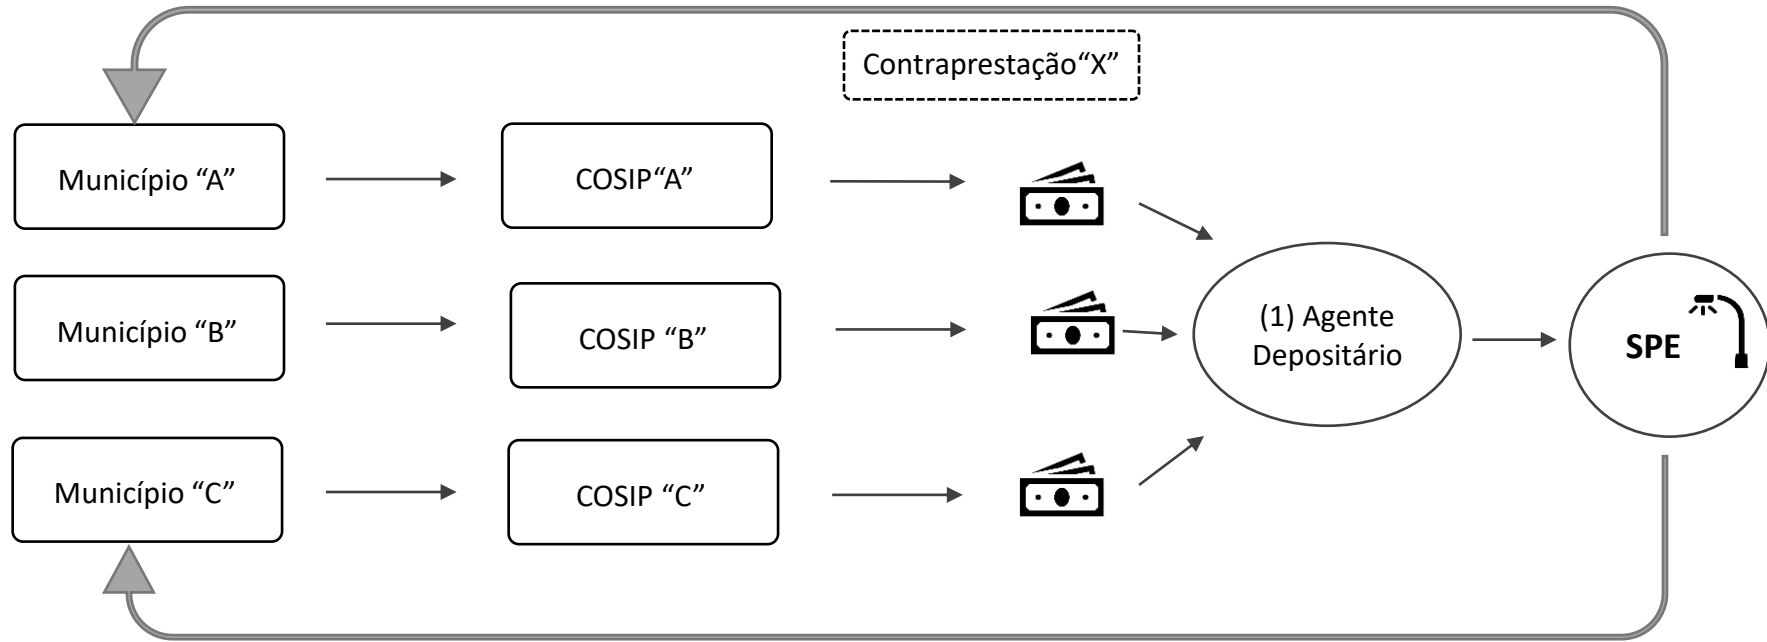 Contraprestação“X”
Município “A”
COSIP“A”
Município “B”
COSIP “B”
(1) Agente
Depositário
SPE
Município “C”
COSIP “C”